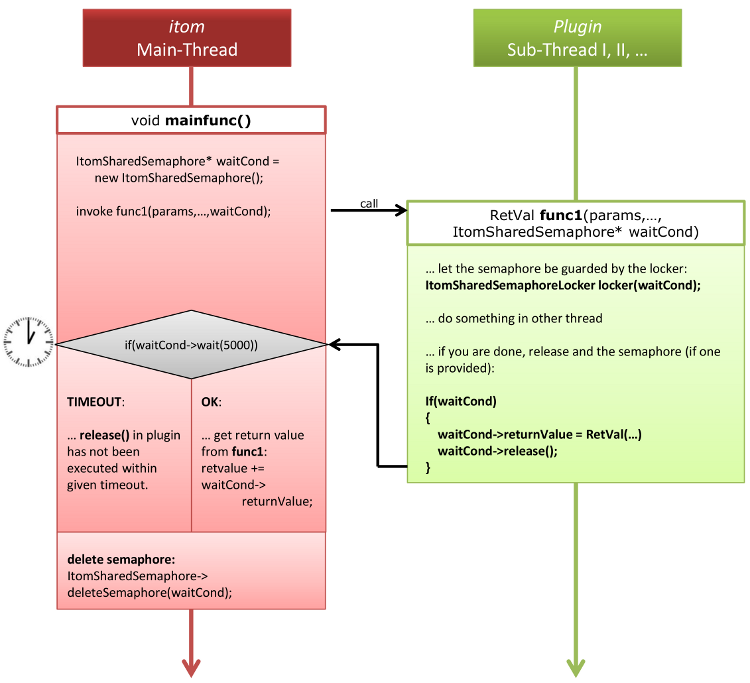 itom
Main-Thread
Plugin
Sub-Thread I, II, ...
void mainfunc()
ItomSharedSemaphore* waitCond =
new ItomSharedSemaphore();
invoke func1(params,...,waitCond);
call
RetVal func1(params,...,
ItomSharedSemaphore* waitCond)
... let the semaphore be guarded by the locker:
ItomSharedSemaphoreLocker locker(waitCond);
... do something in other thread
... if you are done, release and the semaphore (if one
is provided):
If(waitCond)
{
waitCond->returnValue = RetVal(...)
waitCond->release();
}
if(waitCond->wait(5000))
TIMEOUT:
... release() in plugin
has not been
executed within
given timeout.
OK:
... get return value
from func1:
retvalue +=
waitCond->
returnValue;
delete semaphore:
ItomSharedSemaphore->
deleteSemaphore(waitCond);